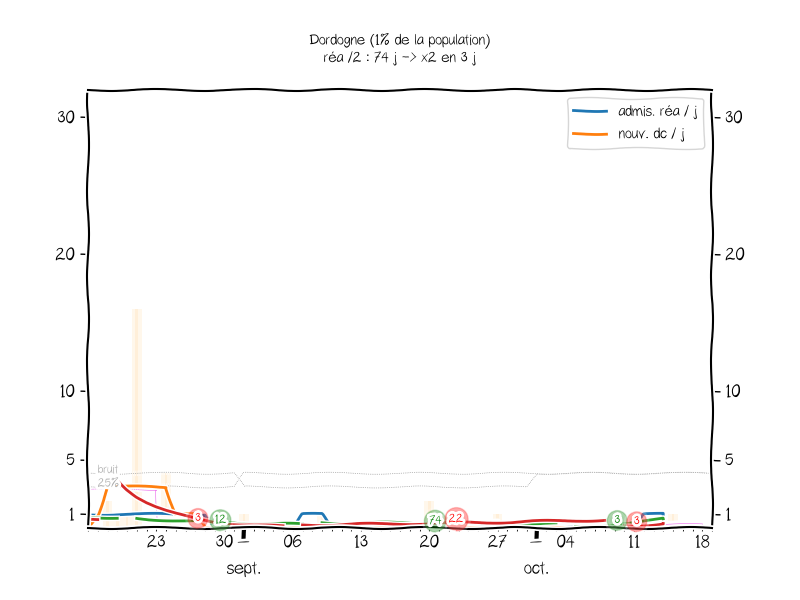 Dordogne (1% de la population)
réa /2 : 74 j -> x2 en 3 j
admis. réa / j
nouv. dc / j
30 30
20 20
10 10
5 5
1 1
bruit
25%
3 12 74 22 3 3
23 30 06 13 20 27 04 11 18
sept. oct.